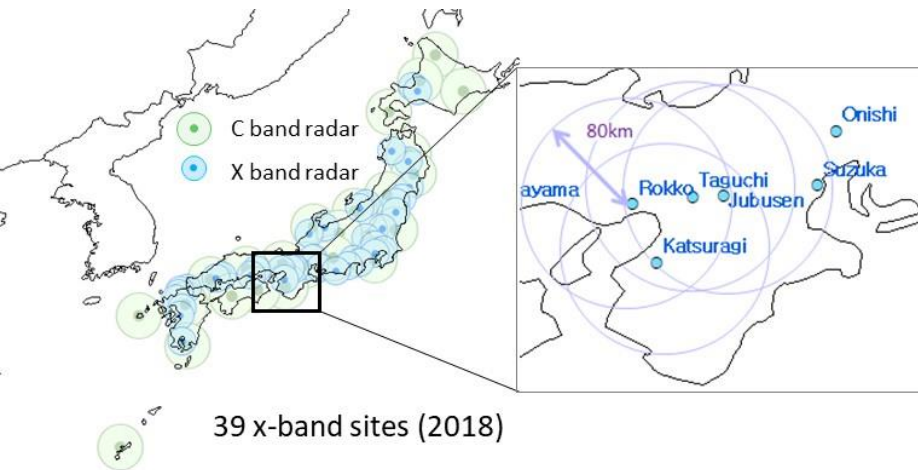 C band radar
X band radar
39 x-band sites (2018)
80km
Onishi
Suzuka
ayama
Rokko
Taguchi
Jubusen
Katsuragi